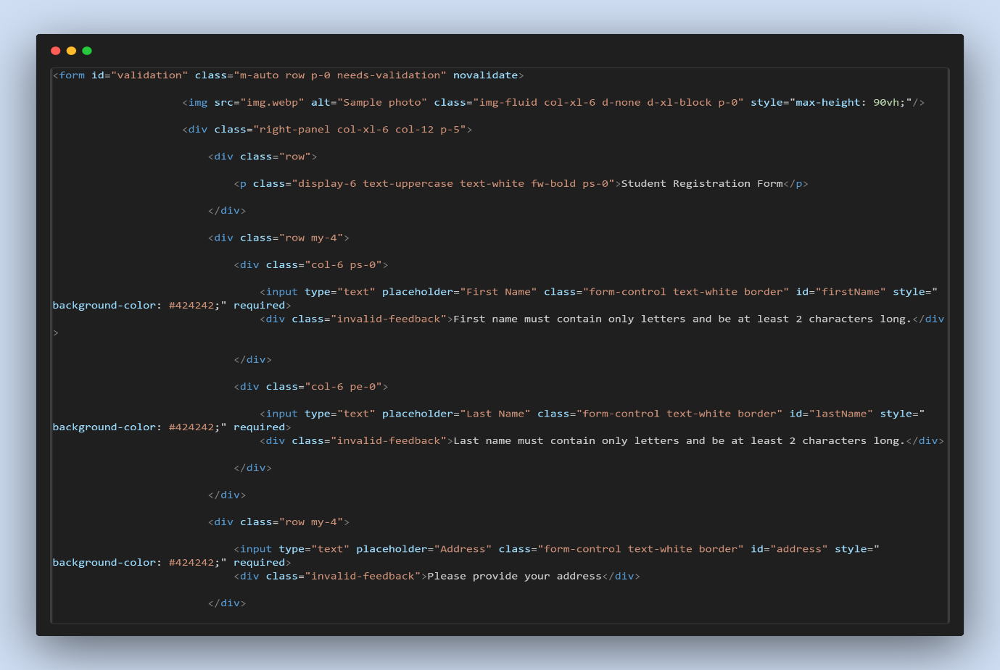 <form id="validation" class="m-auto row p-0 needs-validation" novalidate>
<img src="img.webp" alt="Sample photo" class="img-fluid col-xl-6 d-none d-xl-block p-0" style="max-height: 90vh;"/>
<div class="right-panel col-xl-6 col-12 p-5">
<div class="row">
<p class="display-6 text-uppercase text-white fw-bold ps-0">Student Registration Form</p>
</div>
<div class="row my-4">
<div class="col-6 ps-0">
<input type="text" placeholder="First Name" class="form-control text-white border" id="firstName" style="
background-color: #424242;" required>
<div class="invalid-feedback">First name must contain only letters and be at least 2 characters long.</div
>
</div>
<div class="col-6 pe-0">
<input type="text" placeholder="Last Name" class="form-control text-white border" id="lastName" style="
background-color: #424242;" required>
<div class="invalid-feedback">Last name must contain only letters and be at least 2 characters long.</div>
</div>
</div>
<div class="row my-4">
<input type="text" placeholder="Address" class="form-control text-white border" id="address" style="
background-color: #424242;" required>
<div class="invalid-feedback">Please provide your address</div>
</div>